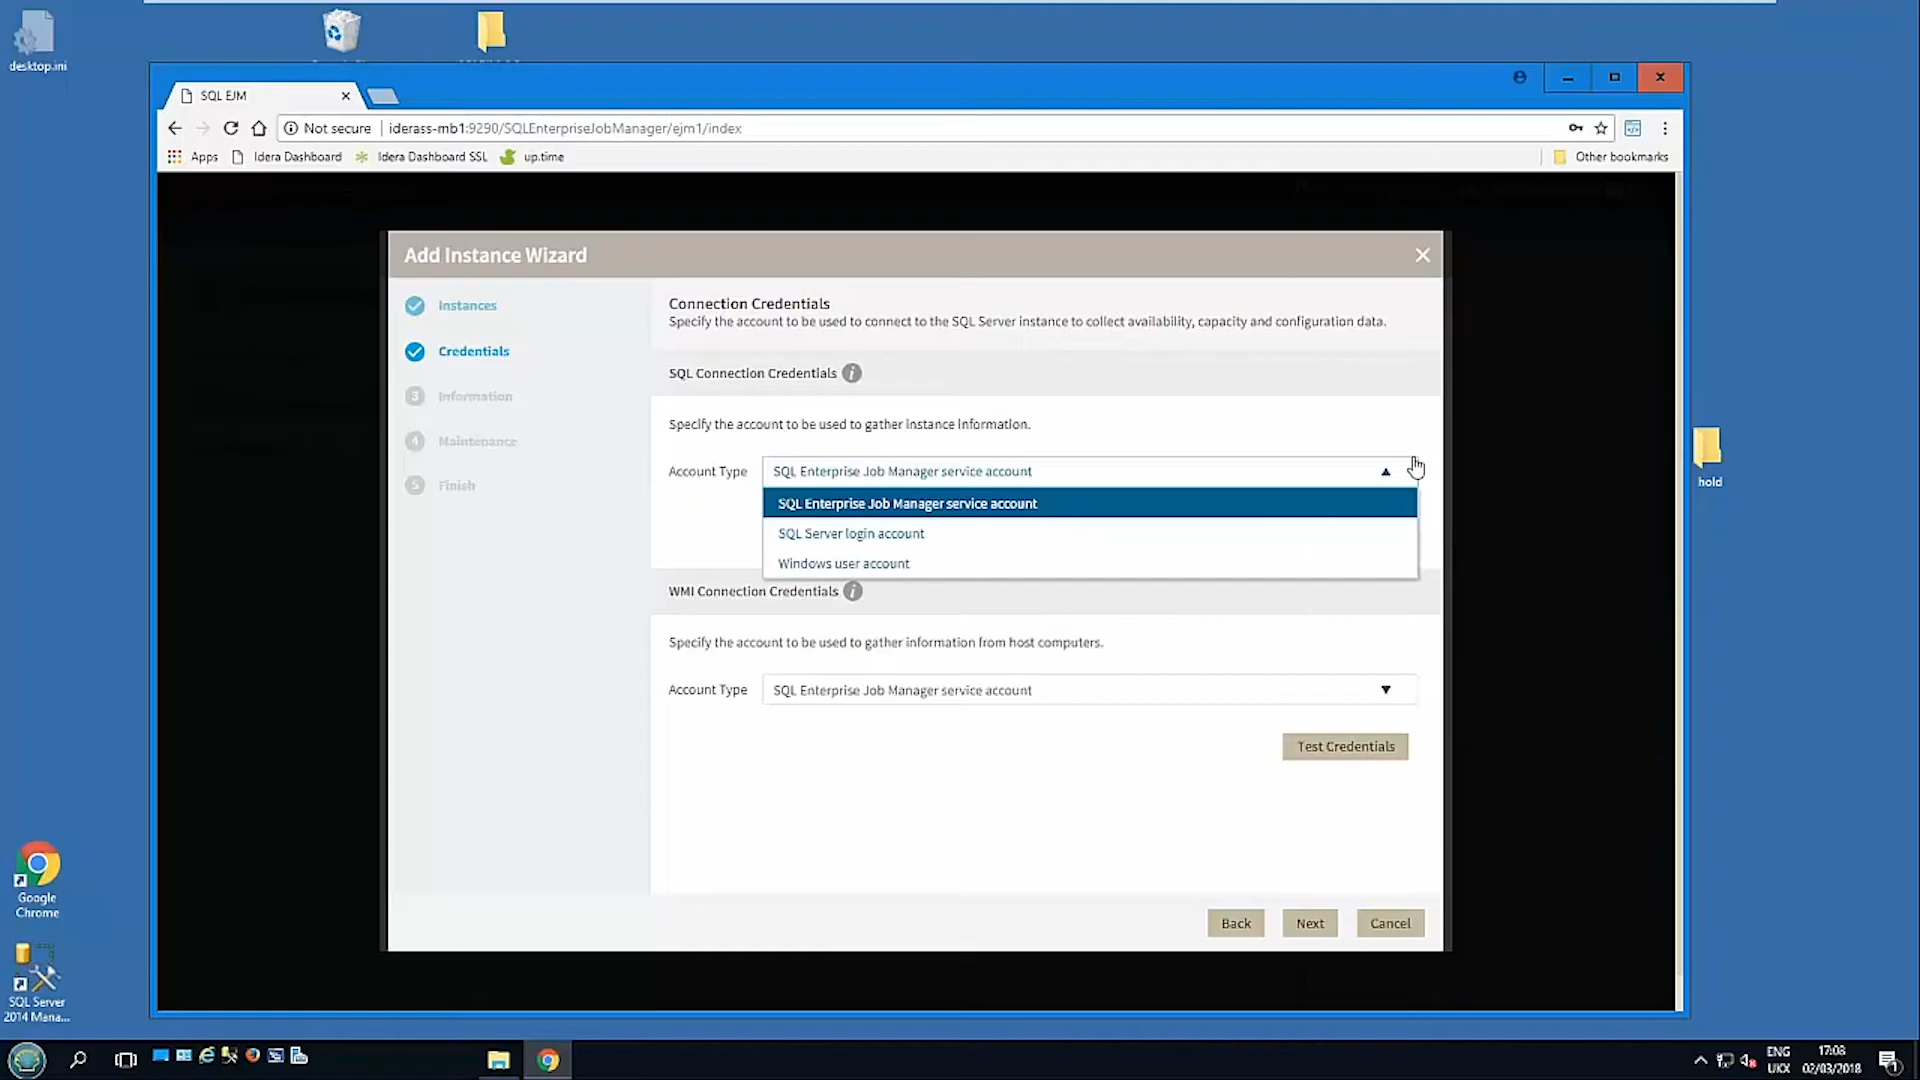 desktop.ini
SQL EJM
Not secure
iderass-mb1:9290/SQLEnterpriseJobManager/ejm1/index
Apps
Idera Dashboard
Idera Dashboard SSL
up.time
Other bookmarks
Add Instance Wizard
Instances
Credentials
3 Information
4 Maintenance
5 Finish
Connection Credentials
Specify the account to be used to connect to the SQL Server instance to collect availability, capacity and configuration data.
SQL Connection Credentials i
Specify the account to be used to gather instance information.
Account Type SQL Enterprise Job Manager service account
SQL Enterprise Job Manager service account
SQL Server login account
Windows user account
WMI Connection Credentials i
Specify the account to be used to gather information from host computers.
Account Type SQL Enterprise Job Manager service account
Test Credentials
Back Next Cancel
hold
Google
Chrome
SQL Server
2014 Mana...
ENG
UKX
17:03
02/03/2018
1